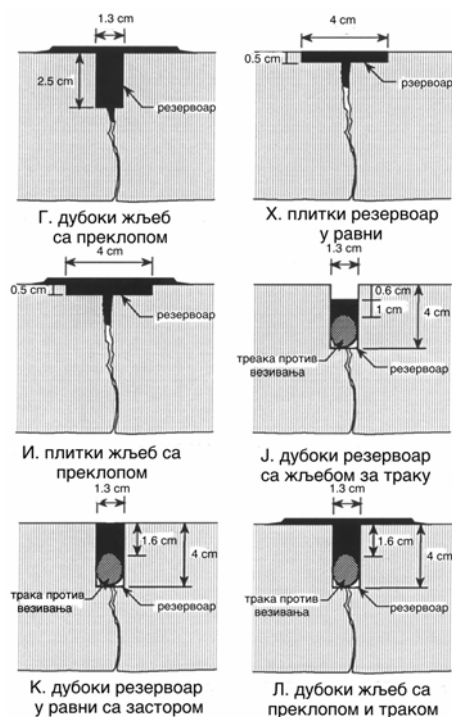 1.3 cm
2.5 cm
резервоар
Г. дубоки жљеб
са преклопом
4 cm
0.5 cm
рзервоар
Х. плитки резервоар
у равни
4 cm
0.5 cm
резервоар
И. плитки жљеб са
преклопом
1.3 cm
0.6 cm
1 cm
4 cm
треака против
везивања
резервоар
Ј. дубоки резервоар
са жљебом за траку
1.3 cm
1.6 cm
4 cm
трака против
везивања
резервоар
К. дубоки резервоар
у равни са застором
1.3 cm
1.6 cm
4 cm
трака против
везивања
резервоар
Л. дубоки жљеб са
преклопом и траком